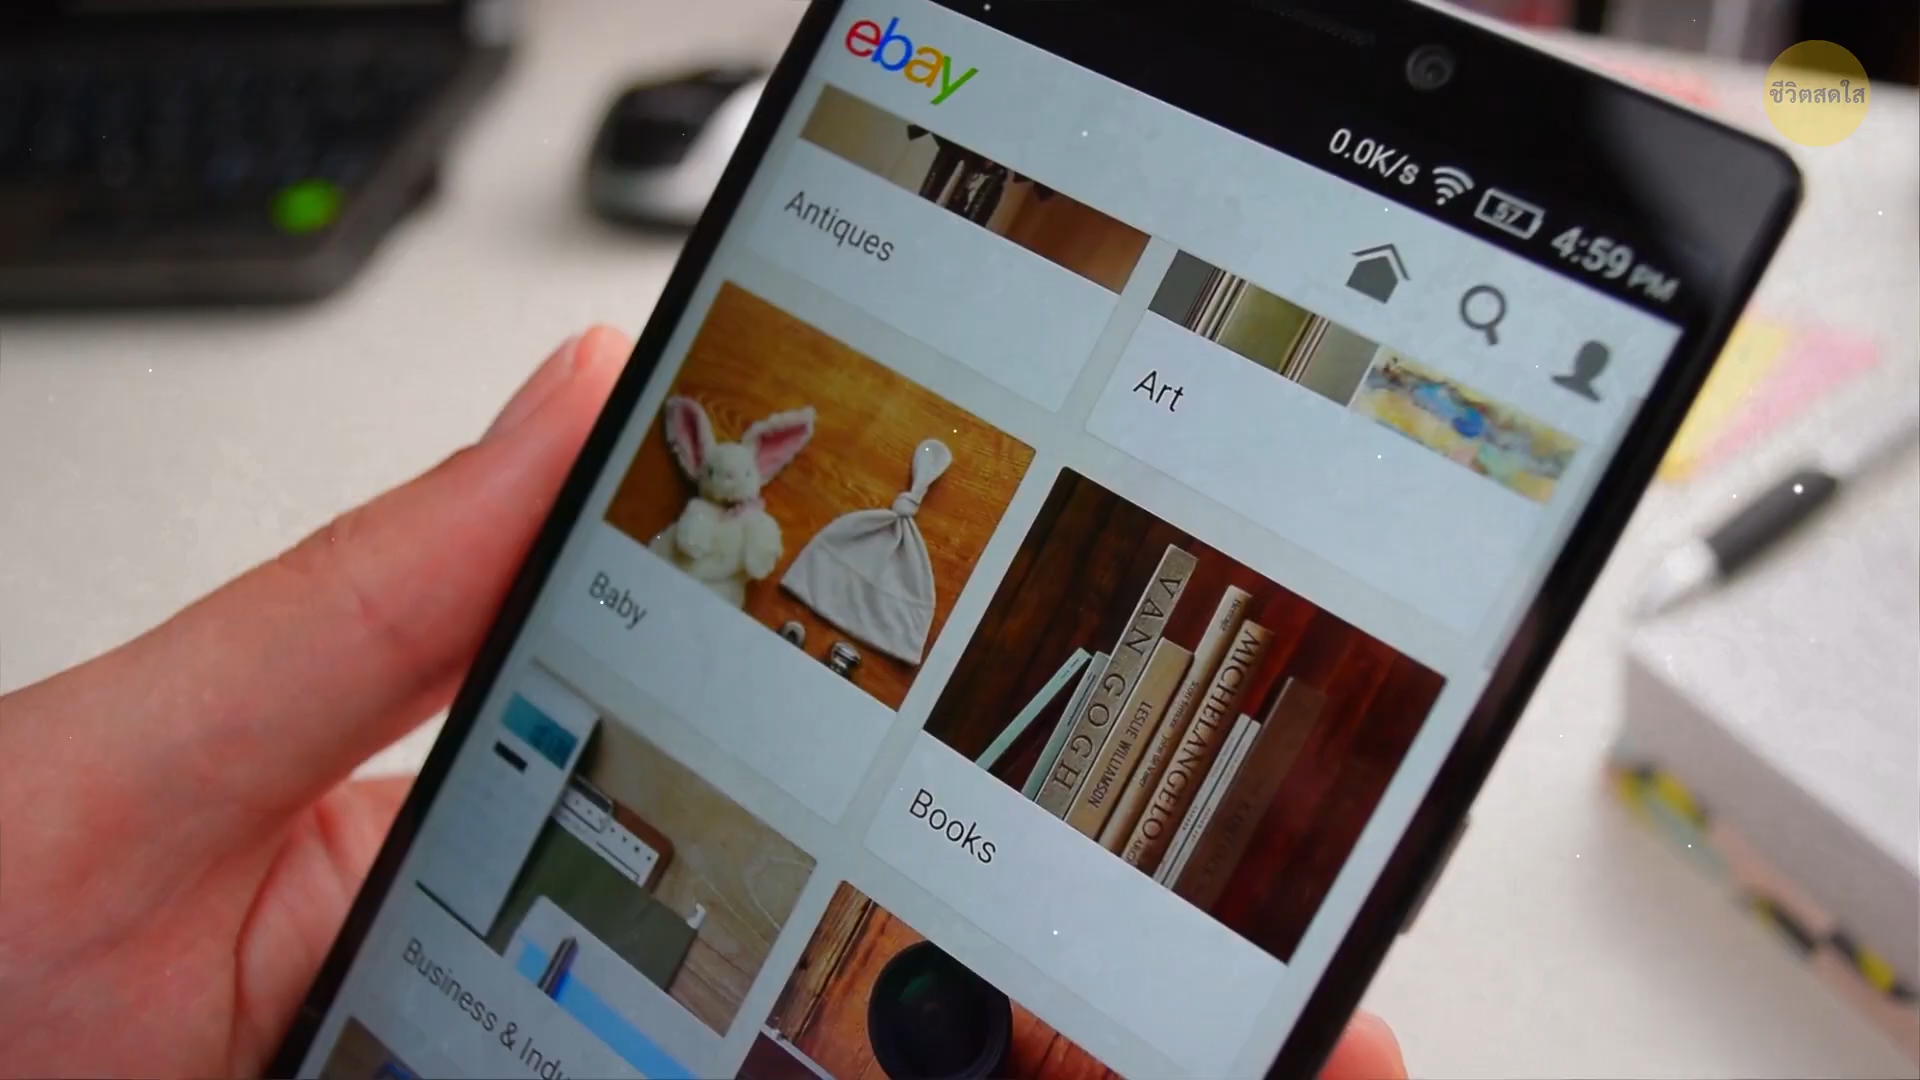 ebay
ชีวิตสดใส
0.0K/s
57
4:59 PM
Antiques
Art
Baby
VAN GOGH
LESLIE WILLIAMSON
MICHELANGELO
Books
Business & Indu